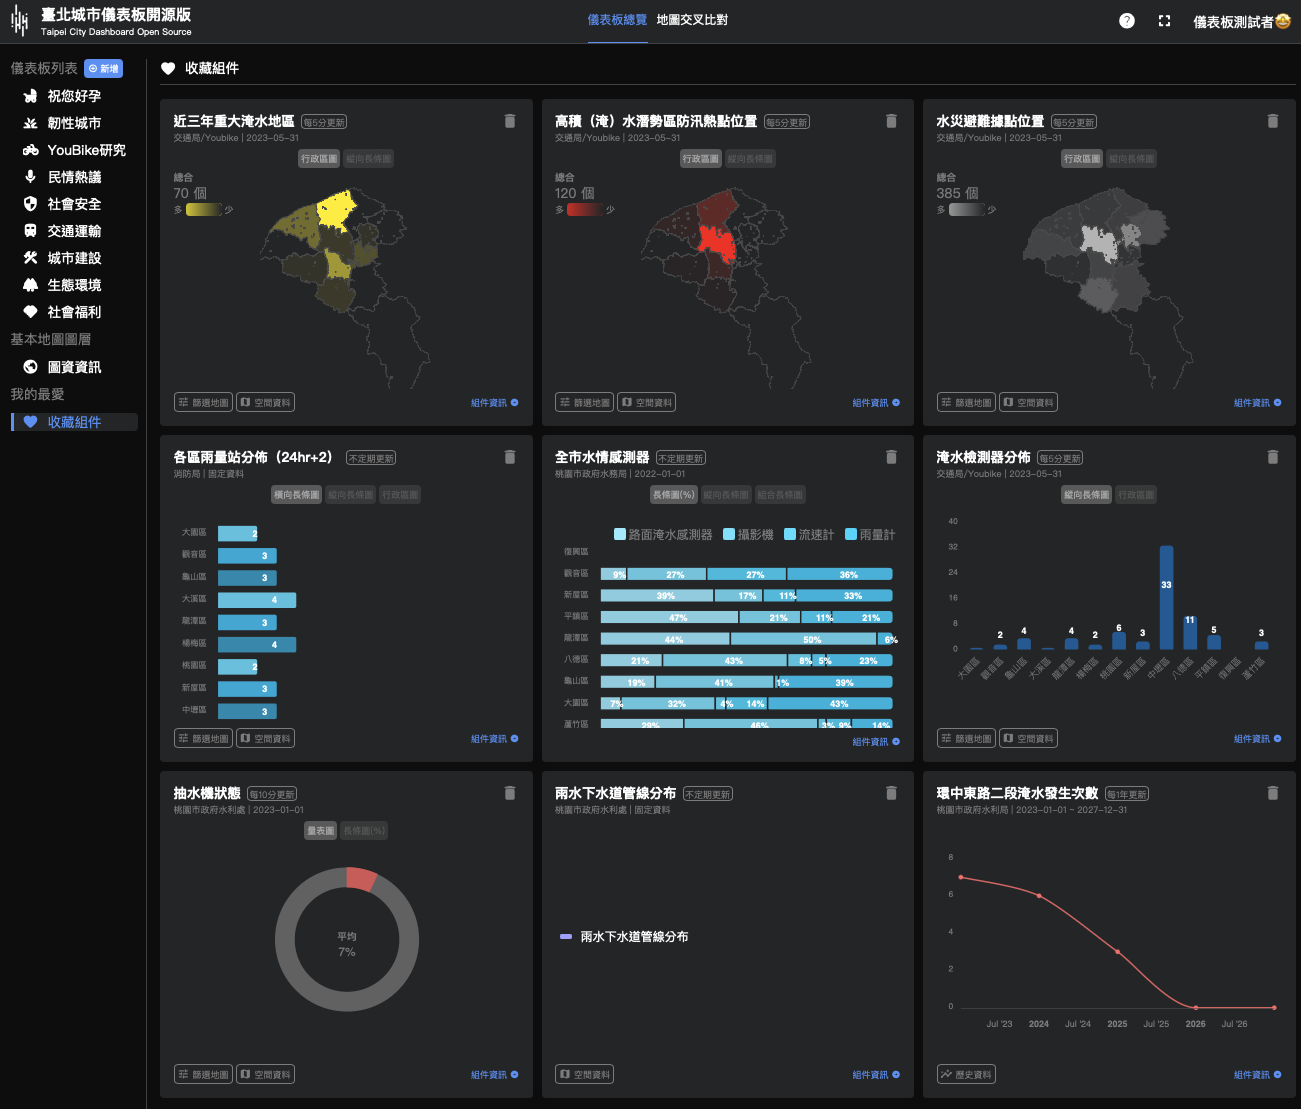 臺北城市儀表板開源版
Taipei City Dashboard Open Source
儀表板總覽 地圖交叉比對
儀表板測試者🤩
儀表板列表 新增
祝您好孕
韌性城市
YouBike研究
民情熱議
社會安全
交通運輸
城市建設
生態環境
社會福利
基本地圖圖層
圖資資訊
我的最愛
收藏組件
收藏組件
近三年重大淹水地區 每5分更新
交通局/Youbike | 2023-05-31
行政區圖 縱向長條圖
總合
70 個
多 少
篩選地圖 空間資料 組件資訊
高積（淹）水潛勢區防汛熱點位置 每5分更新
交通局/Youbike | 2023-05-31
行政區圖 縱向長條圖
總合
120 個
多 少
篩選地圖 空間資料 組件資訊
水災避難據點位置 每5分更新
交通局/Youbike | 2023-05-31
行政區圖 縱向長條圖
總合
385 個
多 少
篩選地圖 空間資料 組件資訊
各區雨量站分佈（24hr+2） 不定期更新
消防局 | 固定資料
橫向長條圖 縱向長條圖 行政區圖
大園區 2
觀音區 3
龜山區 3
大溪區 4
龍潭區 3
楊梅區 4
桃園區 2
新屋區 3
中壢區 3
篩選地圖 空間資料 組件資訊
全市水情感測器 不定期更新
桃園市政府水務局 | 2022-01-01
長條圖(%) 縱向長條圖 組合長條圖
路面淹水感測器 攝影機 流速計 雨量計
復興區
觀音區 9% 27% 27% 36%
新屋區 39% 17% 11% 33%
平鎮區 47% 21% 11% 21%
龍潭區 44% 50% 6%
八德區 21% 43% 8% 5% 23%
龜山區 19% 41% 1% 39%
大園區 7% 32% 4% 14% 43%
蘆竹區 29% 46% 3% 9% 14%
組件資訊
淹水檢測器分佈 每5分更新
交通局/Youbike | 2023-05-31
縱向長條圖 行政區圖
40
32
24
16
8
0
2 4 4 2 6 3 33 11 5 3
大園區 觀音區 龜山區 大溪區 龍潭區 楊梅區 桃園區 新屋區 中壢區 八德區 平鎮區 復興區 蘆竹區
篩選地圖 空間資料 組件資訊
抽水機狀態 每10分更新
桃園市政府水利處 | 2023-01-01
量表圖 長條圖(%)
平均
7%
篩選地圖 空間資料 組件資訊
雨水下水道管線分布 不定期更新
桃園市政府水利處 | 固定資料
雨水下水道管線分布
空間資料 組件資訊
環中東路二段淹水發生次數 每1年更新
桃園市政府水利局 | 2023-01-01 ~ 2027-12-31
8
6
4
2
0
Jul '23 2024 Jul '24 2025 Jul '25 2026 Jul '26
歷史資料 組件資訊